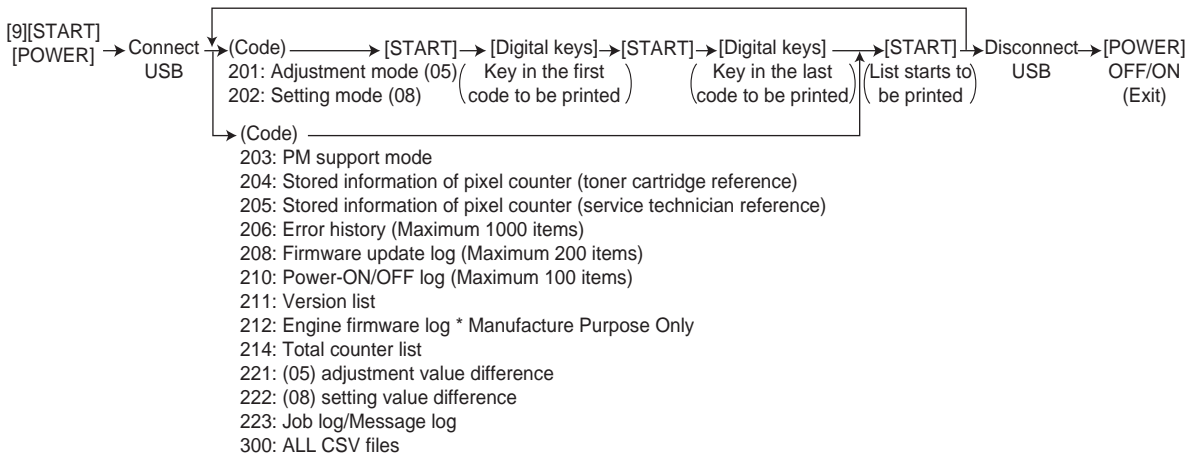 [9][START]
[POWER]
Connect
USB
(Code)
201: Adjustment mode (05)
202: Setting mode (08)
[START]
[Digital keys]
(Key in the first
code to be printed)
[START]
[Digital keys]
(Key in the last
code to be printed)
[START]
(List starts to
be printed)
Disconnect
USB
[POWER]
OFF/ON
(Exit)
(Code)
203: PM support mode
204: Stored information of pixel counter (toner cartridge reference)
205: Stored information of pixel counter (service technician reference)
206: Error history (Maximum 1000 items)
208: Firmware update log (Maximum 200 items)
210: Power-ON/OFF log (Maximum 100 items)
211: Version list
212: Engine firmware log * Manufacture Purpose Only
214: Total counter list
221: (05) adjustment value difference
222: (08) setting value difference
223: Job log/Message log
300: ALL CSV files